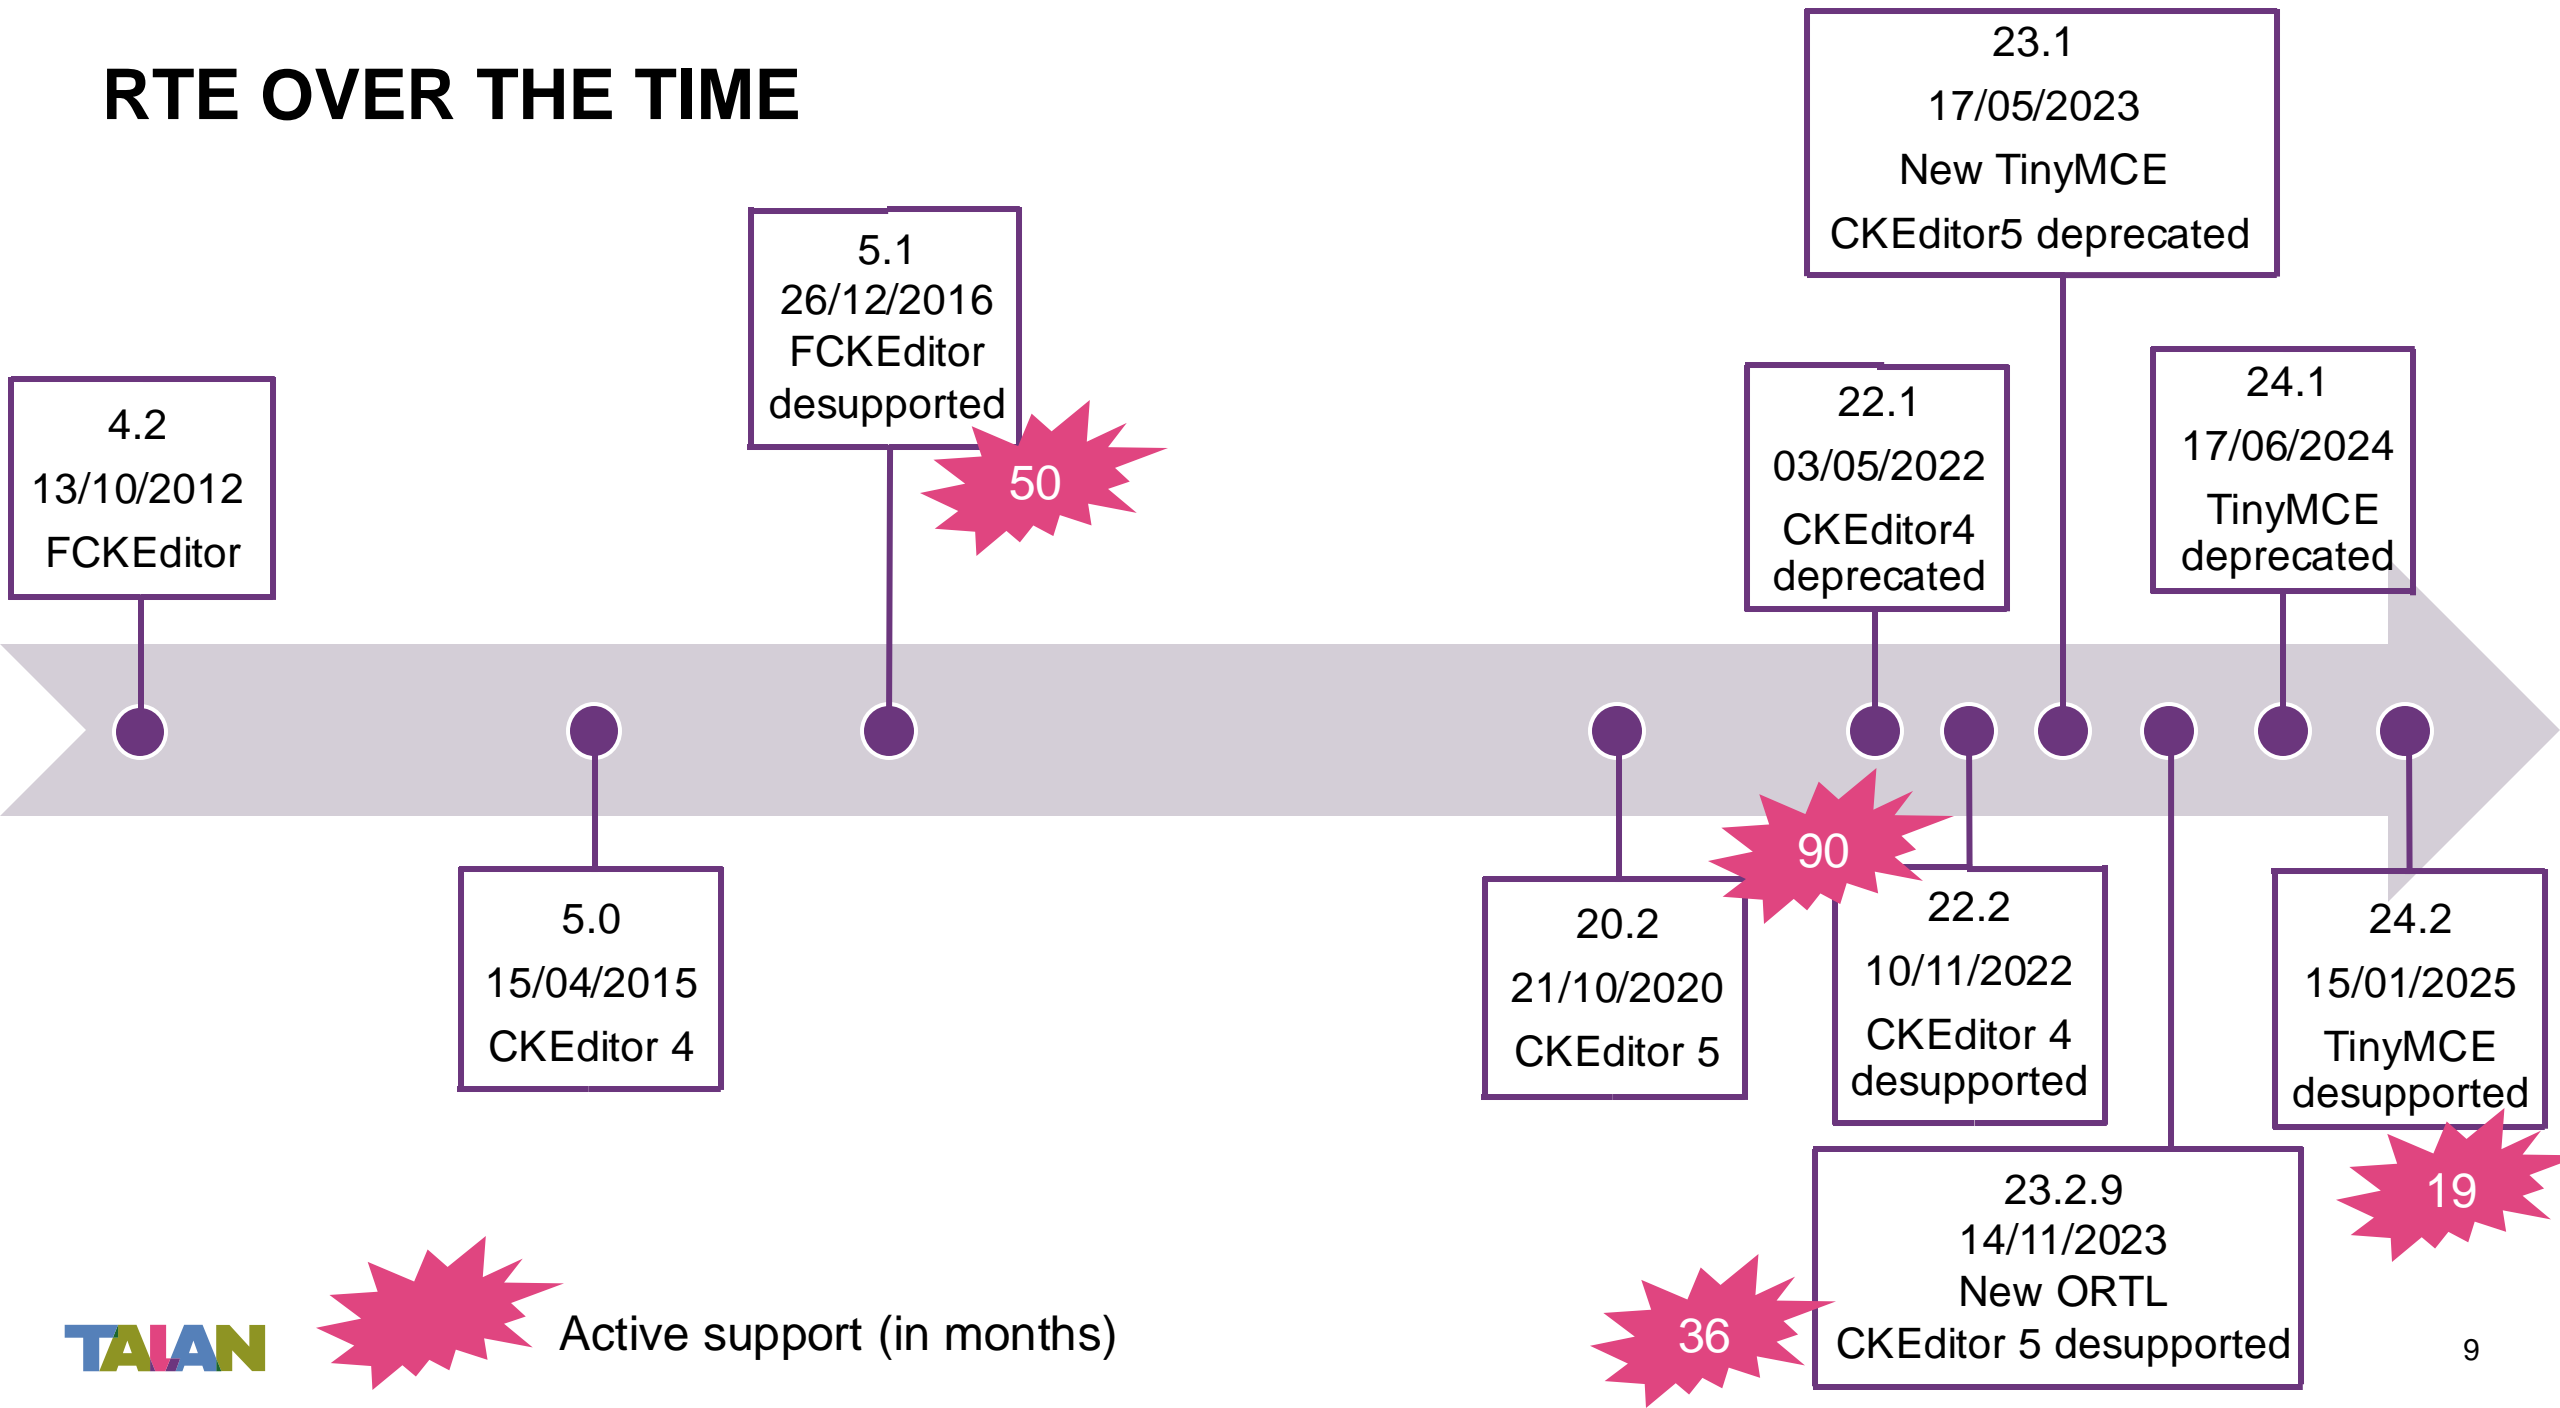 RTE OVER THE TIME
4.2
13/10/2012
FCKEditor
5.0
15/04/2015
CKEditor 4
5.1
26/12/2016
FCKEditor
desupported
50
20.2
21/10/2020
CKEditor 5
22.1
03/05/2022
CKEditor4
deprecated
90
22.2
10/11/2022
CKEditor 4
desupported
23.1
17/05/2023
New TinyMCE
CKEditor5 deprecated
23.2.9
14/11/2023
New ORTL
CKEditor 5 desupported
36
24.1
17/06/2024
TinyMCE
deprecated
24.2
15/01/2025
TinyMCE
desupported
19
TALAN
Active support (in months)
9